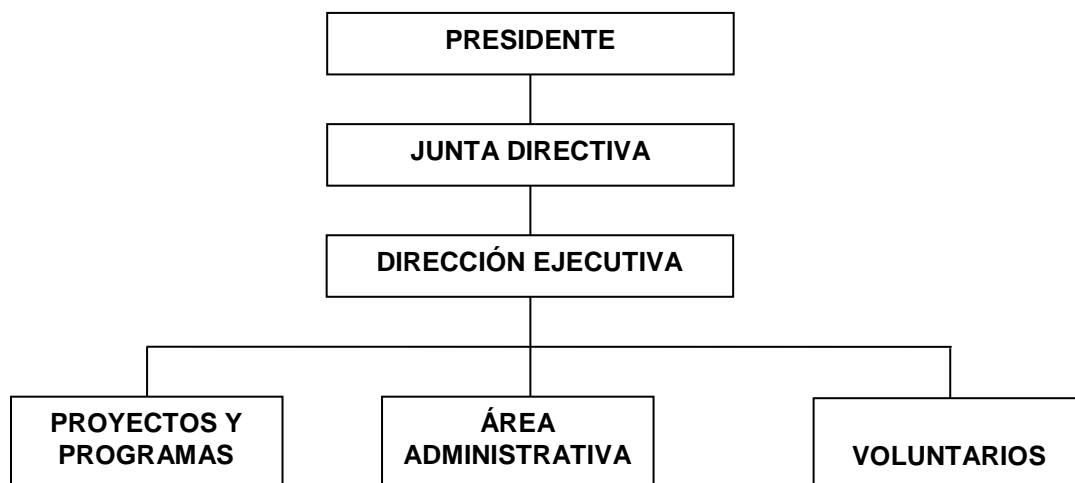 PRESIDENTE
JUNTA DIRECTIVA
DIRECCIÓN EJECUTIVA
PROYECTOS Y
PROGRAMAS
ÁREA
ADMINISTRATIVA
VOLUNTARIOS